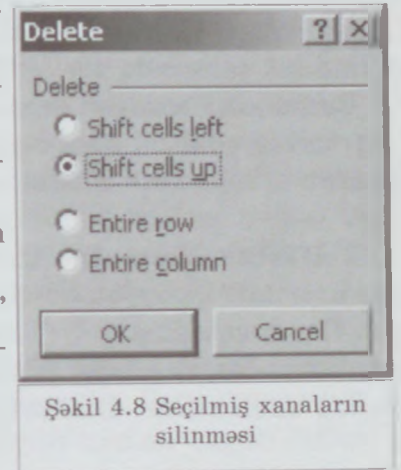 Delete
Delete
Shift cells left
Shift cells up
Entire row
Entire column
OK Cancel
Şəkil 4.8 Seçilmiş xanaların
silinməsi